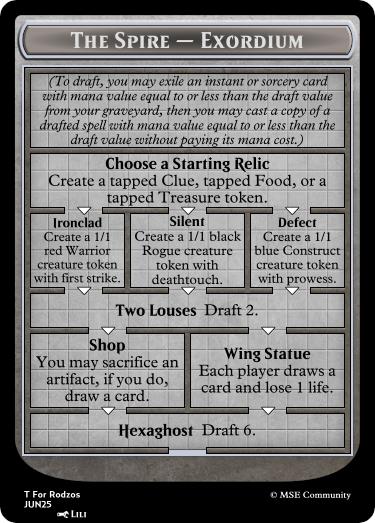 The Spire — Exordium
(To draft, you may exile an instant or sorcery card
with mana value equal to or less than the draft value
from your graveyard, then you may cast a copy of a
drafted spell with mana value equal to or less than the
draft value without paying its mana cost.)
Choose a Starting Relic
Create a tapped Clue, tapped Food, or a
tapped Treasure token.
Ironclad
Create a 1/1
red Warrior
creature token
with first strike.
Silent
Create a 1/1 black
Rogue creature
token with
deathtouch.
Defect
Create a 1/1
blue Construct
creature token
with prowess.
Two Louses Draft 2.
Shop
You may sacrifice an
artifact, if you do,
draw a card.
Wing Statue
Each player draws a
card and lose 1 life.
Hexaghost Draft 6.
T For Rodzos
JUN25
Lili
© MSE Community